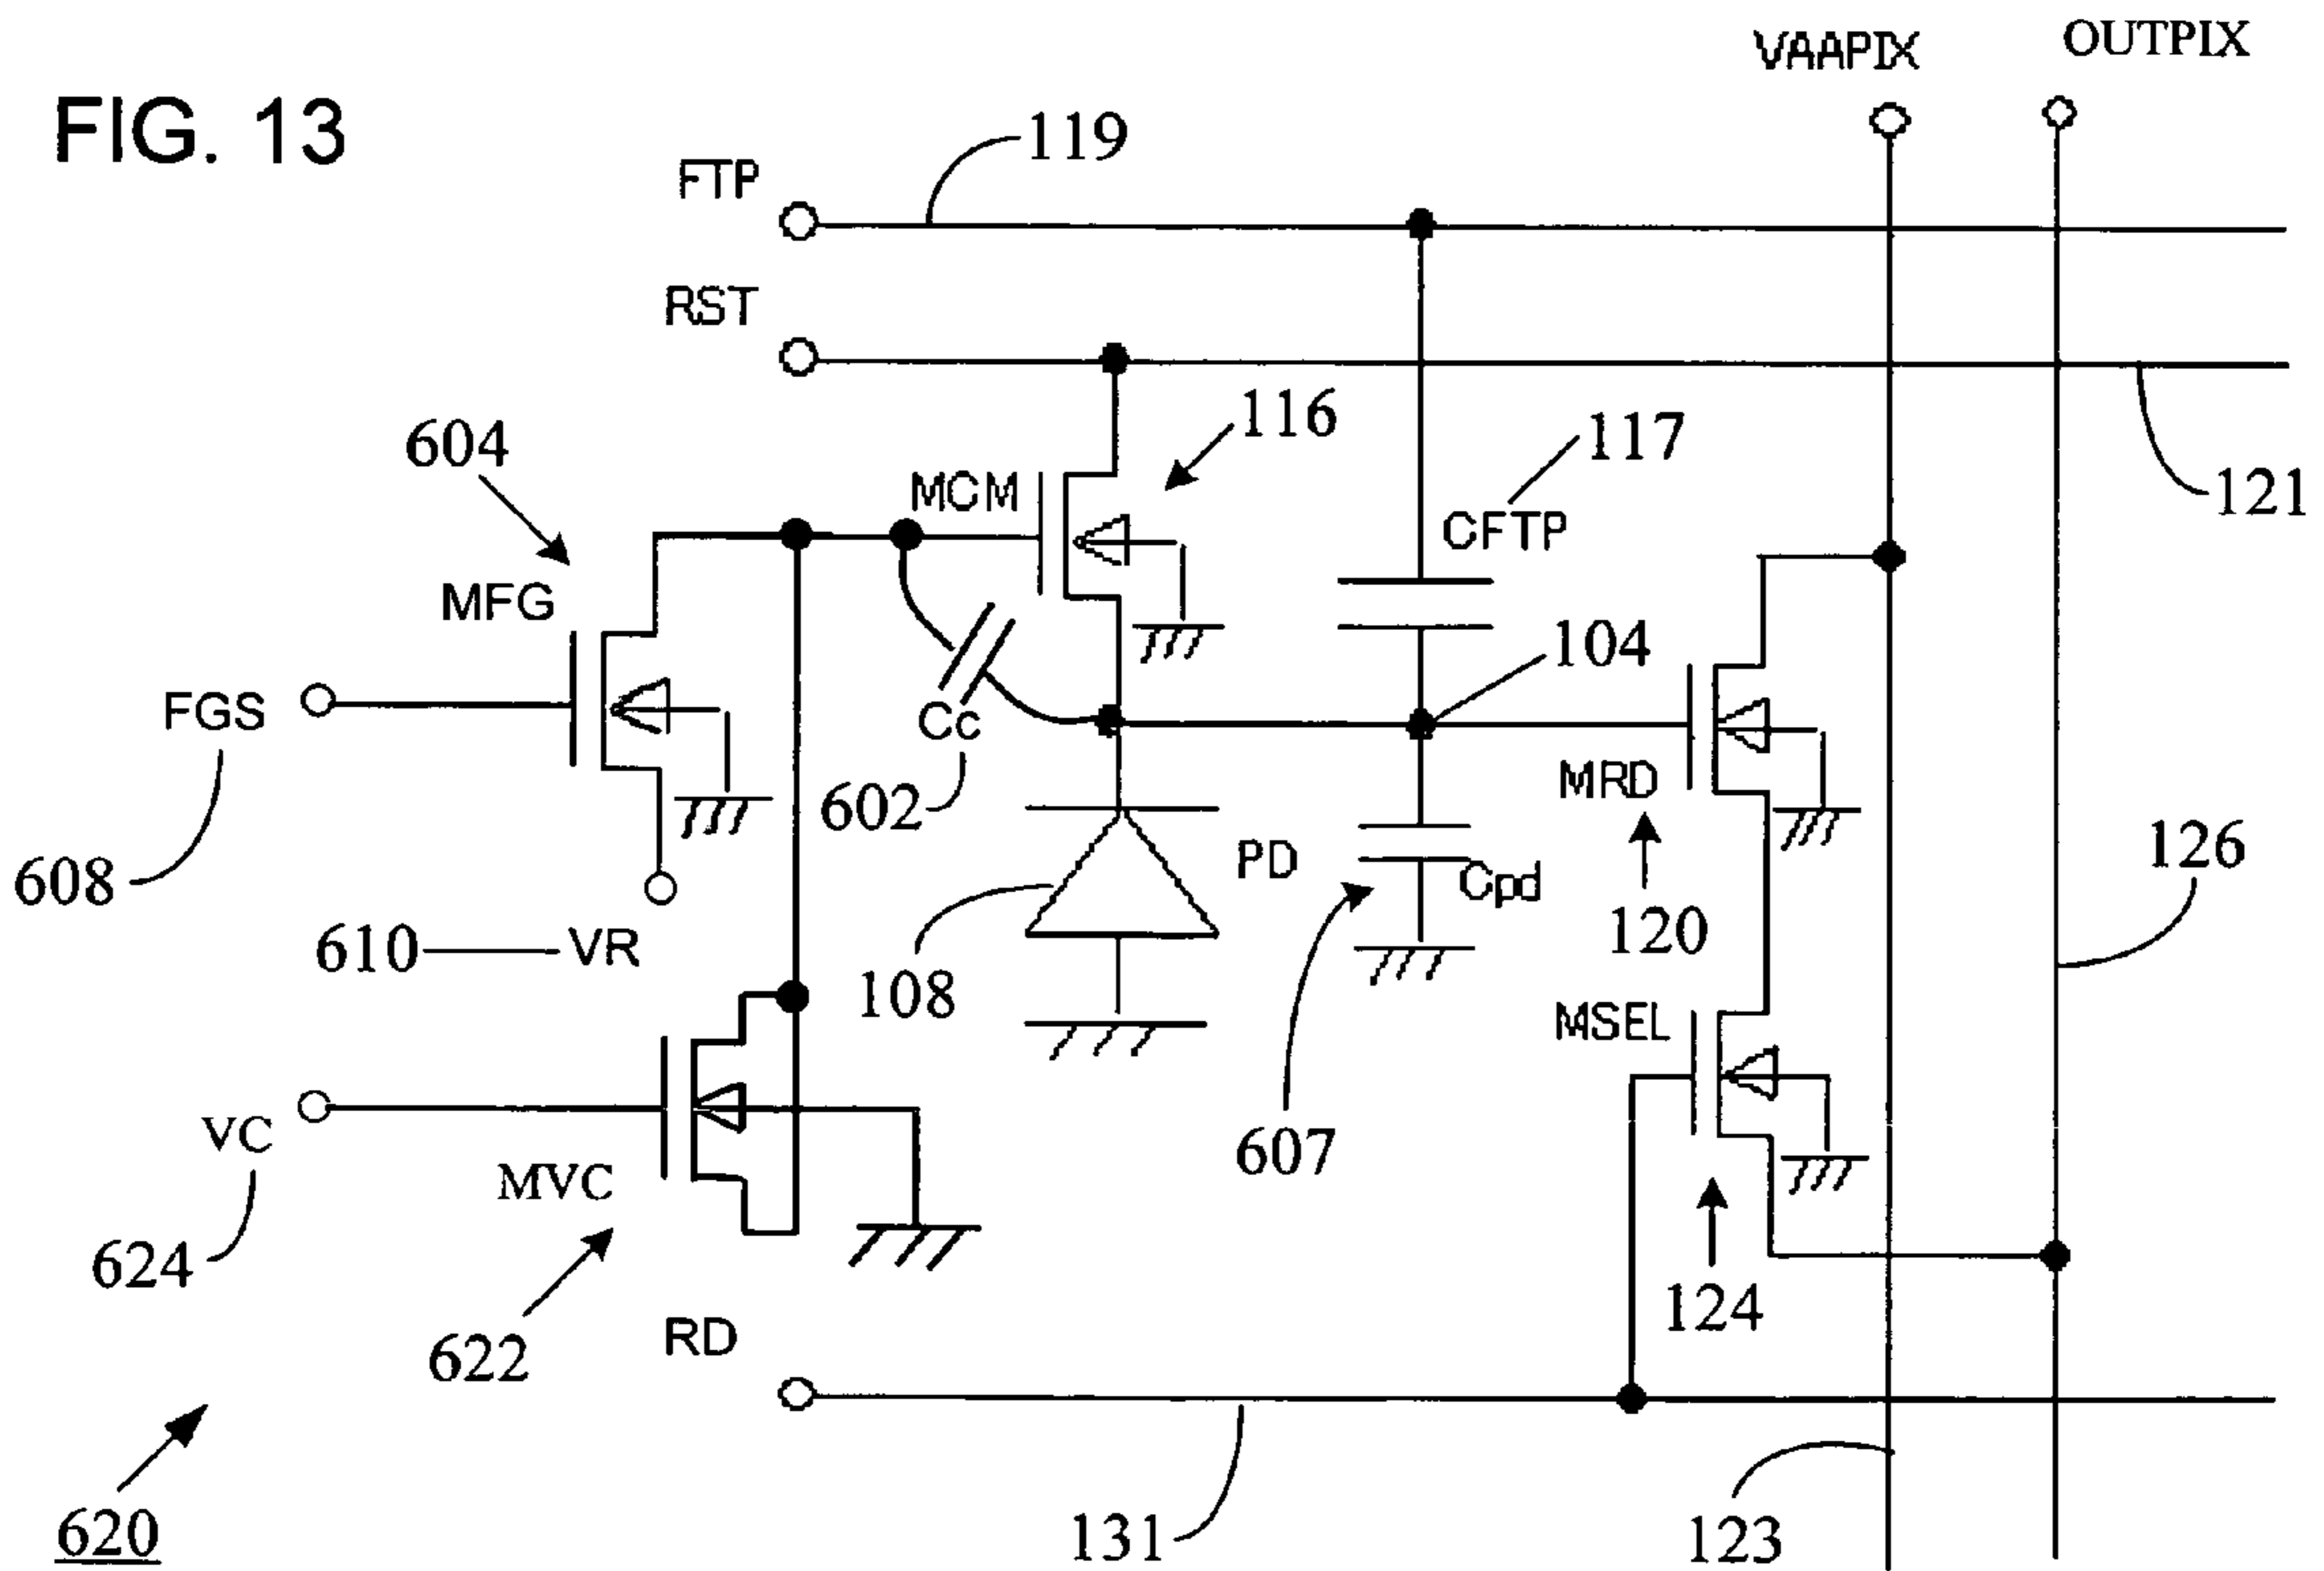 FIG. 13
VAAPIX
OUTPIX
119
FTP
RST
116
117
121
604
MCM
CFTP
MFG
104
FGS
Cc
MRD
602
PD
Cpd
126
608
120
610
VR
108
MSEL
VC
MVC
607
624
124
622
RD
620
131
123